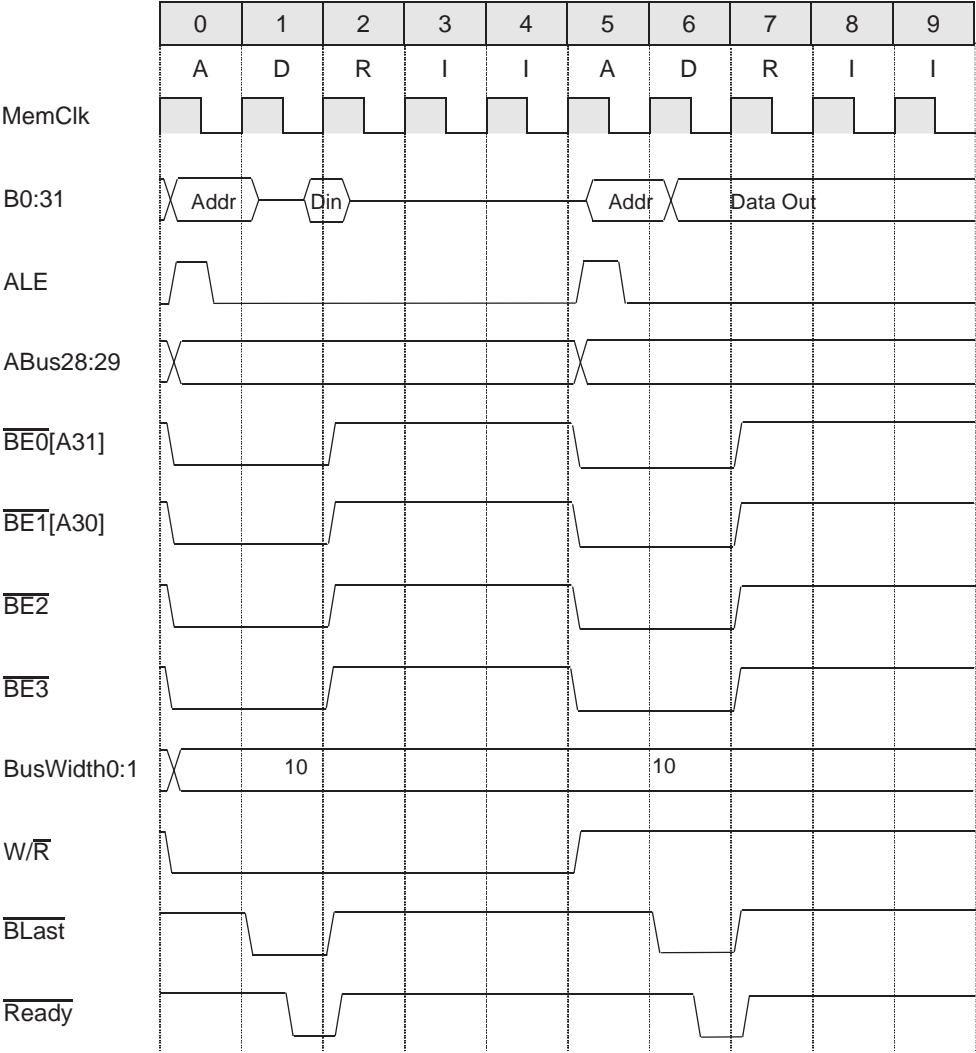 0 1 2 3 4 5 6 7 8 9
A D R I I A D R I I
MemClk
B0:31 Addr Din Addr Data Out
ALE
ABus28:29
BE0[A31]
BE1[A30]
BE2
BE3
BusWidth0:1 10 10
W/R
BLast
Ready